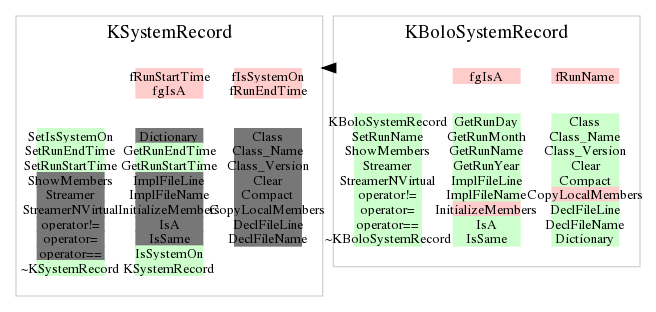 KSystemRecord
fRunStartTime fIsSystemOn
fgIsA fRunEndTime
SetIsSystemOn Dictionary Class
SetRunEndTime GetRunEndTime Class_Name
SetRunStartTime GetRunStartTime Class_Version
ShowMembers ImplFileLine Clear
Streamer ImplFileName Compact
StreamerNVirtual InitializeMembers CopyLocalMembers
operator!= IsA DeclFileLine
operator= IsSame DeclFileName
operator== IsSystemOn
~KSystemRecord KSystemRecord
KBoloSystemRecord
fgIsA fRunName
KBoloSystemRecord GetRunDay Class
SetRunName GetRunMonth Class_Name
ShowMembers GetRunName Class_Version
Streamer GetRunYear Clear
StreamerNVirtual ImplFileLine Compact
operator!= ImplFileName CopyLocalMembers
operator= InitializeMembers DeclFileLine
operator== IsA DeclFileName
~KBoloSystemRecord IsSame Dictionary